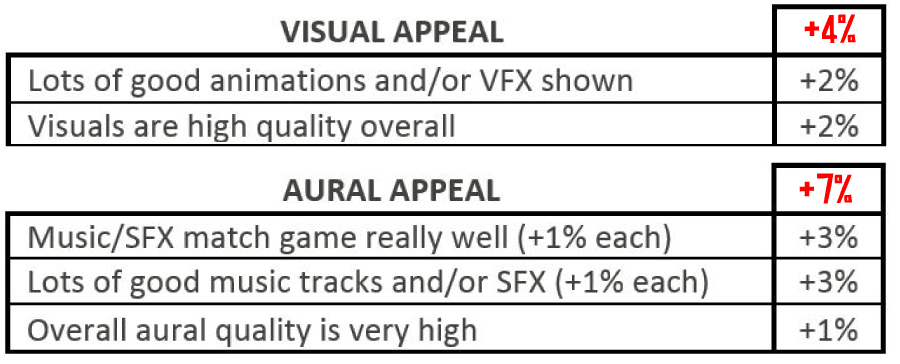 VISUAL APPEAL +4%
Lots of good animations and/or VFX shown +2%
Visuals are high quality overall +2%
AURAL APPEAL +7%
Music/SFX match game really well (+1% each) +3%
Lots of good music tracks and/or SFX (+1% each) +3%
Overall aural quality is very high +1%